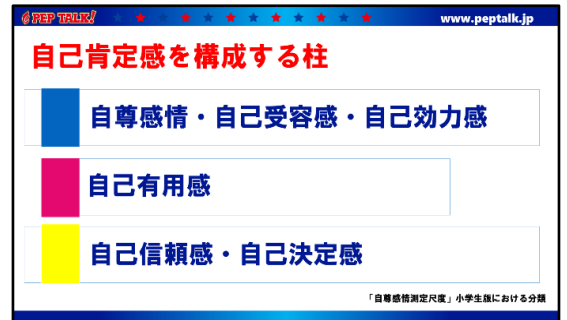 PEP TALK!
www.peptalk.jp
自己肯定感を構成する柱
自尊感情・自己受容感・自己効力感
自己有用感
自己信頼感・自己決定感
「自尊感情測定尺度」小学生版における分類